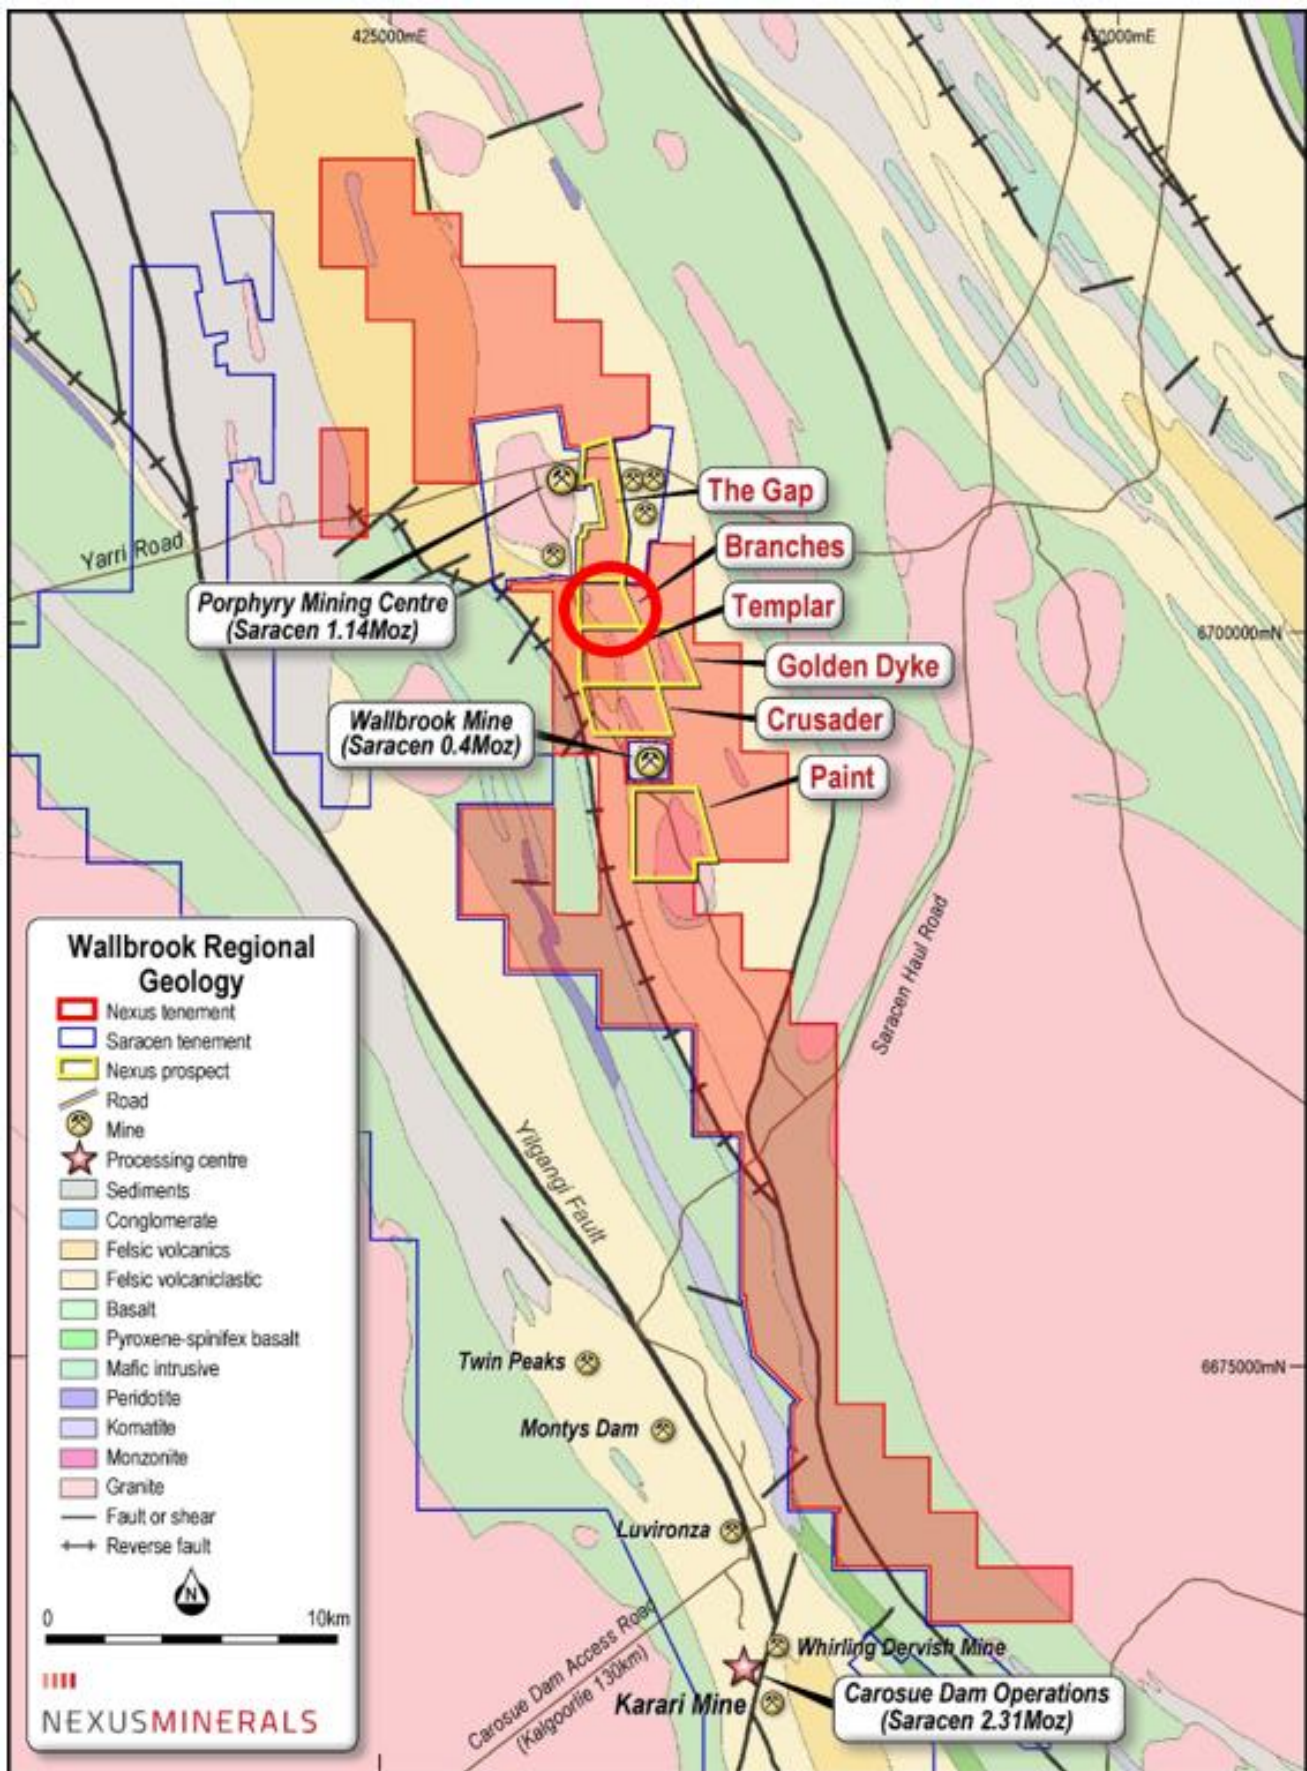 425000mE
450000mE
The Gap
Branches
Yarri Road
Templar
Porphyry Mining Centre
(Saracen 1.14Moz)
6700000mN
Golden Dyke
Wallbrook Mine
(Saracen 0.4Moz)
Crusader
Paint
Saracen Haul Road
Yilgangi Fault
Wallbrook Regional
Geology
Nexus tenement
Saracen tenement
Nexus prospect
Road
Mine
Processing centre
Sediments
Conglomerate
Felsic volcanics
Felsic volcaniclastic
Basalt
Pyroxene-spinifex basalt
Mafic intrusive
Peridotite
Komatite
Monzonite
Granite
Fault or shear
Reverse fault
N
0 10km
NEXUSMINERALS
Twin Peaks
6675000mN
Montys Dam
Luvironza
Carosue Dam Access Road
(Kalgoorlie 130km)
Whirling Dervish Mine
Karari Mine
Carosue Dam Operations
(Saracen 2.31Moz)